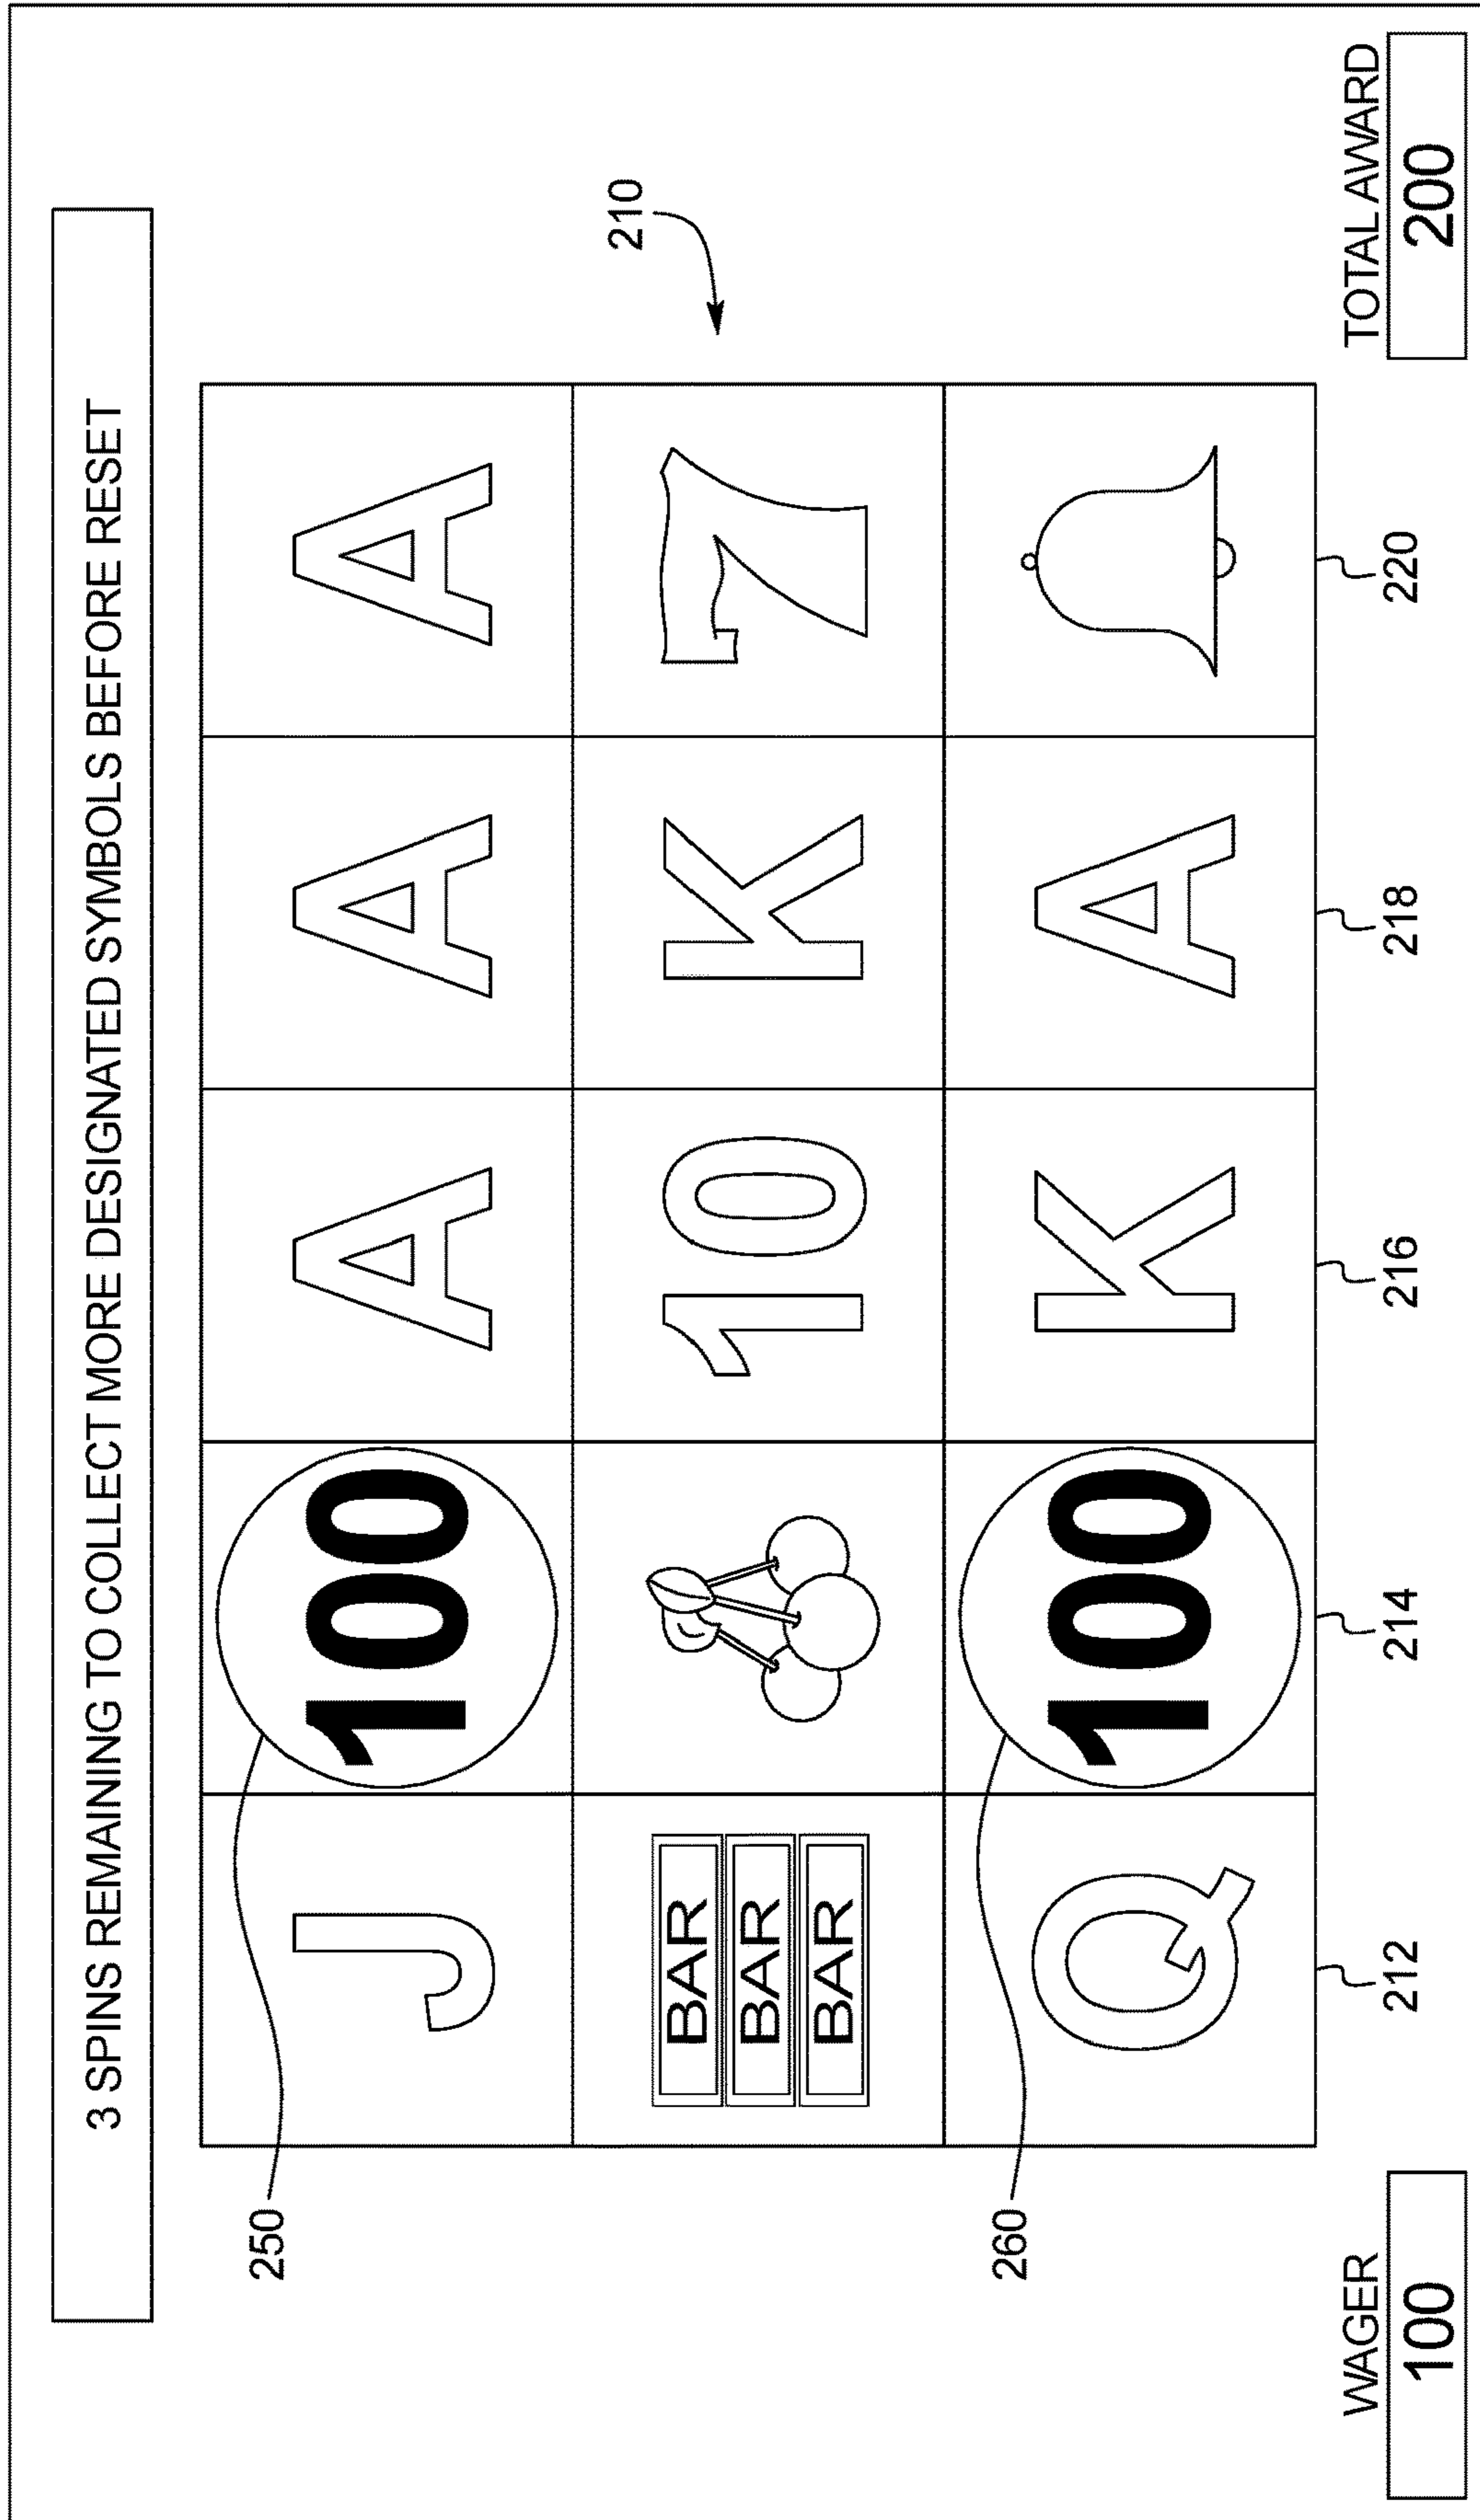 3 SPINS REMAINING TO COLLECT MORE DESIGNATED SYMBOLS BEFORE RESET
210
250
J 100 A A A
BAR 10 K 7
BAR
BAR
260
Q 100 K A
212 214 216 218 220
WAGER TOTAL AWARD
100 200